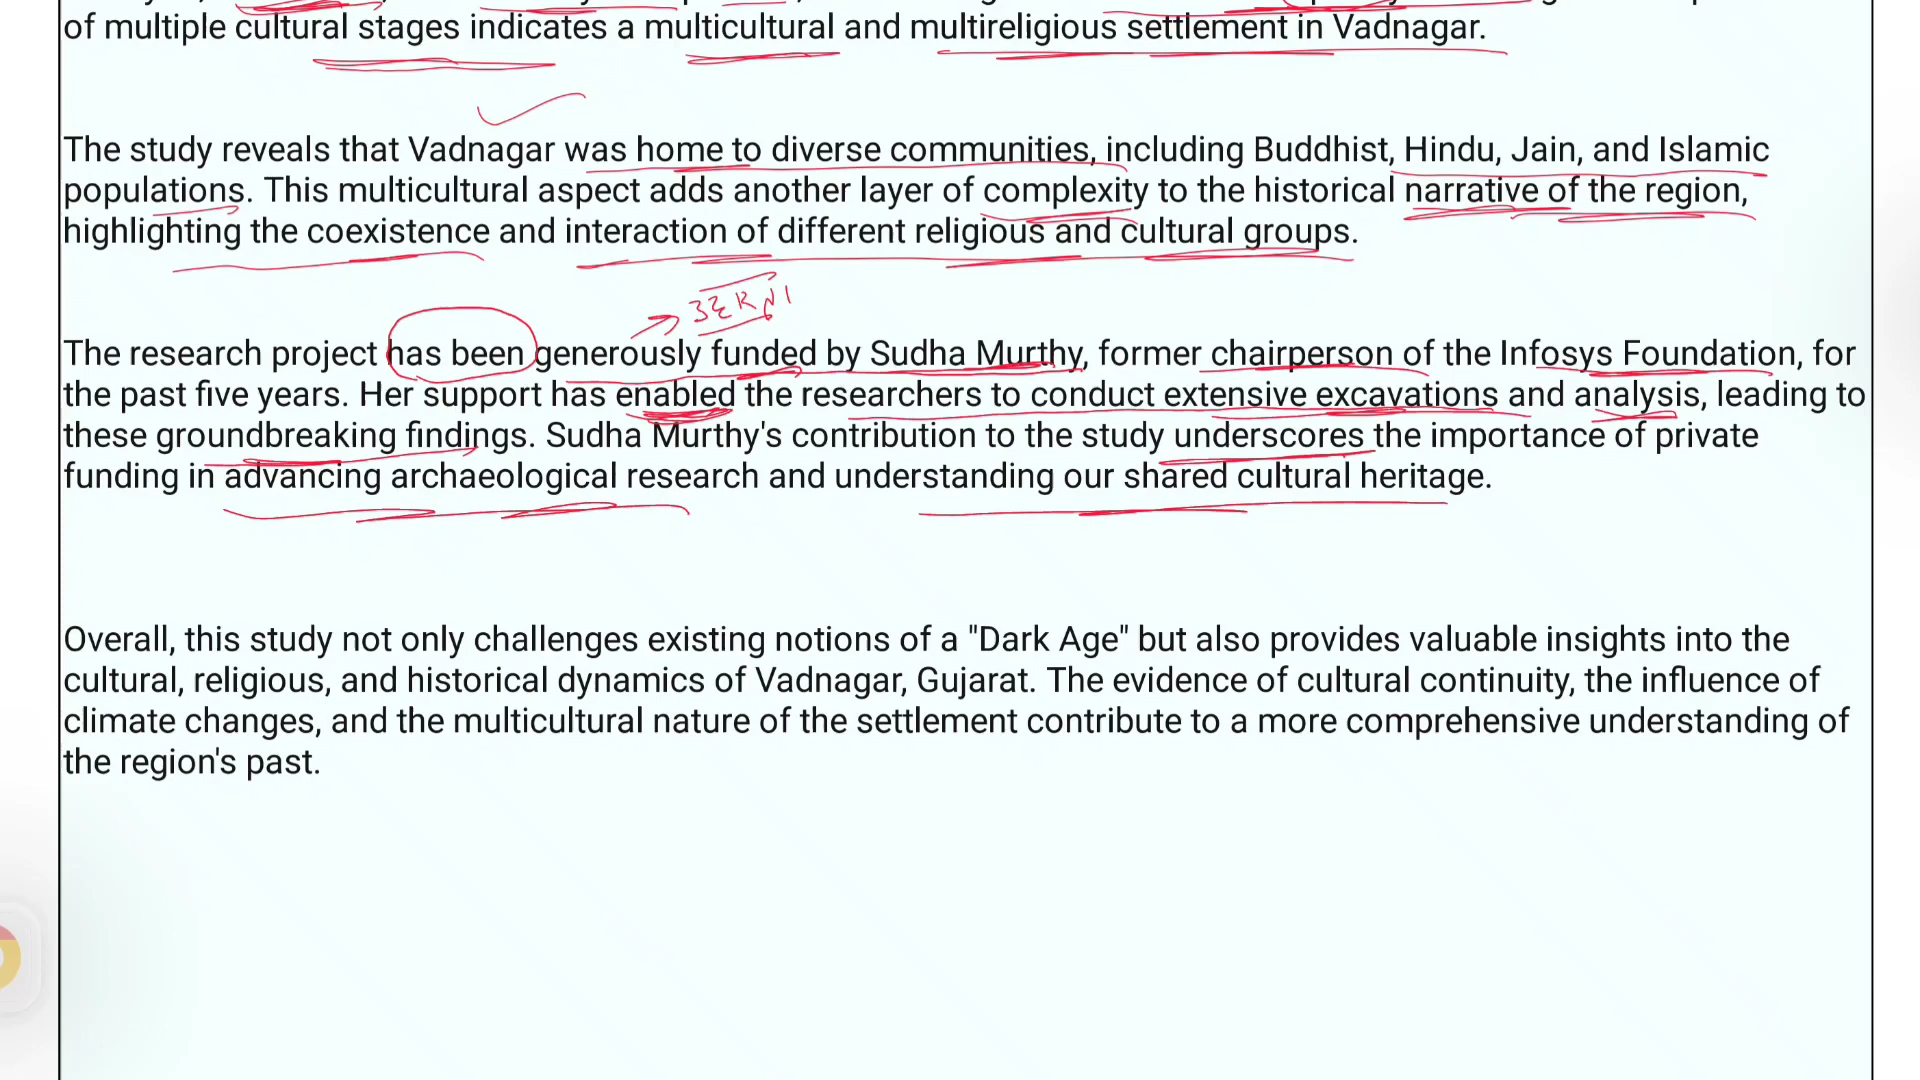 of multiple cultural stages indicates a multicultural and multireligious settlement in Vadnagar.
The study reveals that Vadnagar was home to diverse communities, including Buddhist, Hindu, Jain, and Islamic
populations. This multicultural aspect adds another layer of complexity to the historical narrative of the region,
highlighting the coexistence and interaction of different religious and cultural groups.
The research project has been generously funded by Sudha Murthy, former chairperson of the Infosys Foundation, for
the past five years. Her support has enabled the researchers to conduct extensive excavations and analysis, leading to
these groundbreaking findings. Sudha Murthy's contribution to the study underscores the importance of private
funding in advancing archaeological research and understanding our shared cultural heritage.
Overall, this study not only challenges existing notions of a "Dark Age" but also provides valuable insights into the
cultural, religious, and historical dynamics of Vadnagar, Gujarat. The evidence of cultural continuity, the influence of
climate changes, and the multicultural nature of the settlement contribute to a more comprehensive understanding of
the region's past.